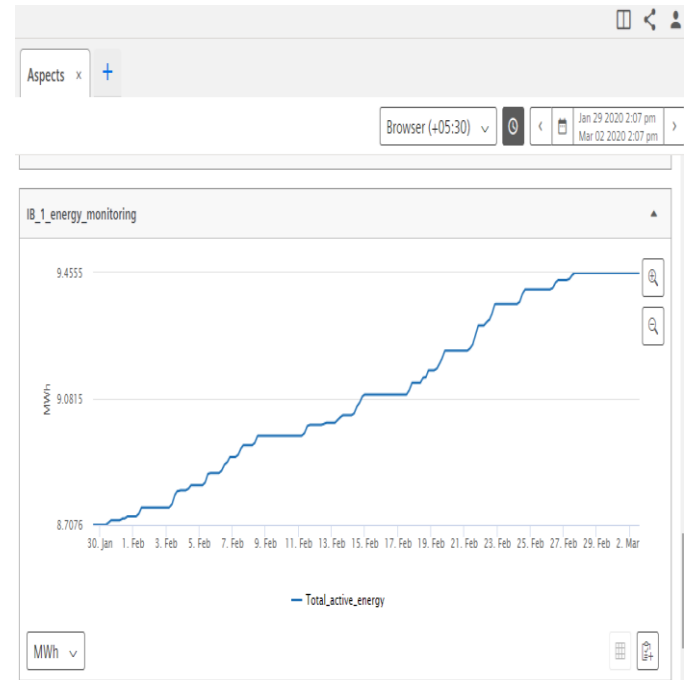 Aspects x +
Browser (+05:30)
Jan 29 2020 2:07 pm
Mar 02 2020 2:07 pm
IB_1_energy_monitoring
9.4555
MWh
9.0815
8.7076
30. Jan 1. Feb 3. Feb 5. Feb 7. Feb 9. Feb 11. Feb 13. Feb 15. Feb 17. Feb 19. Feb 21. Feb 23. Feb 25. Feb 27. Feb 29. Feb 2. Mar
Total_active_energy
MWh